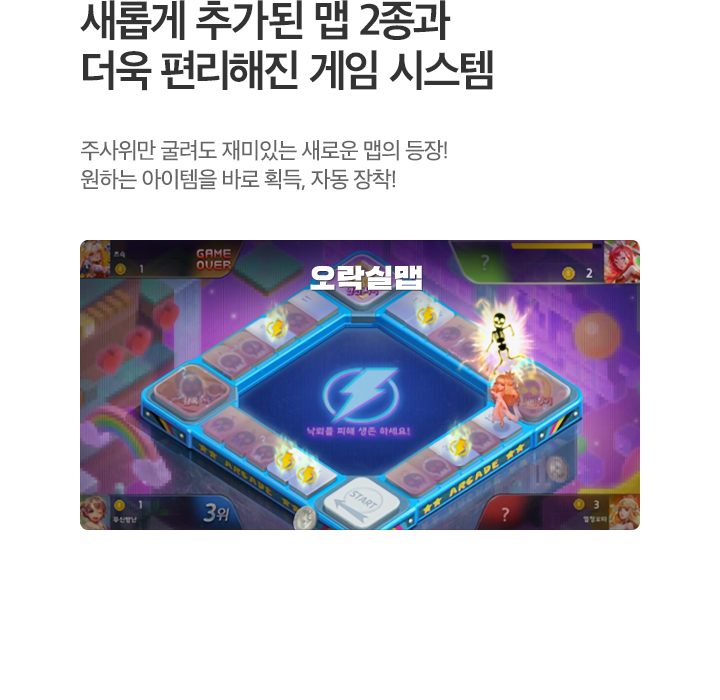 새롭게 추가된 맵 2종과
더욱 편리해진 게임 시스템
주사위만 굴려도 재미있는 새로운 맵의 등장!
원하는 아이템을 바로 획득, 자동 장착!
GAME OVER
1
?
2
오락실맵
낙뢰를 피해 생존 하세요!
★★ ARCADE ★★
★★ ARCADE ★★
START
1
3위
?
3